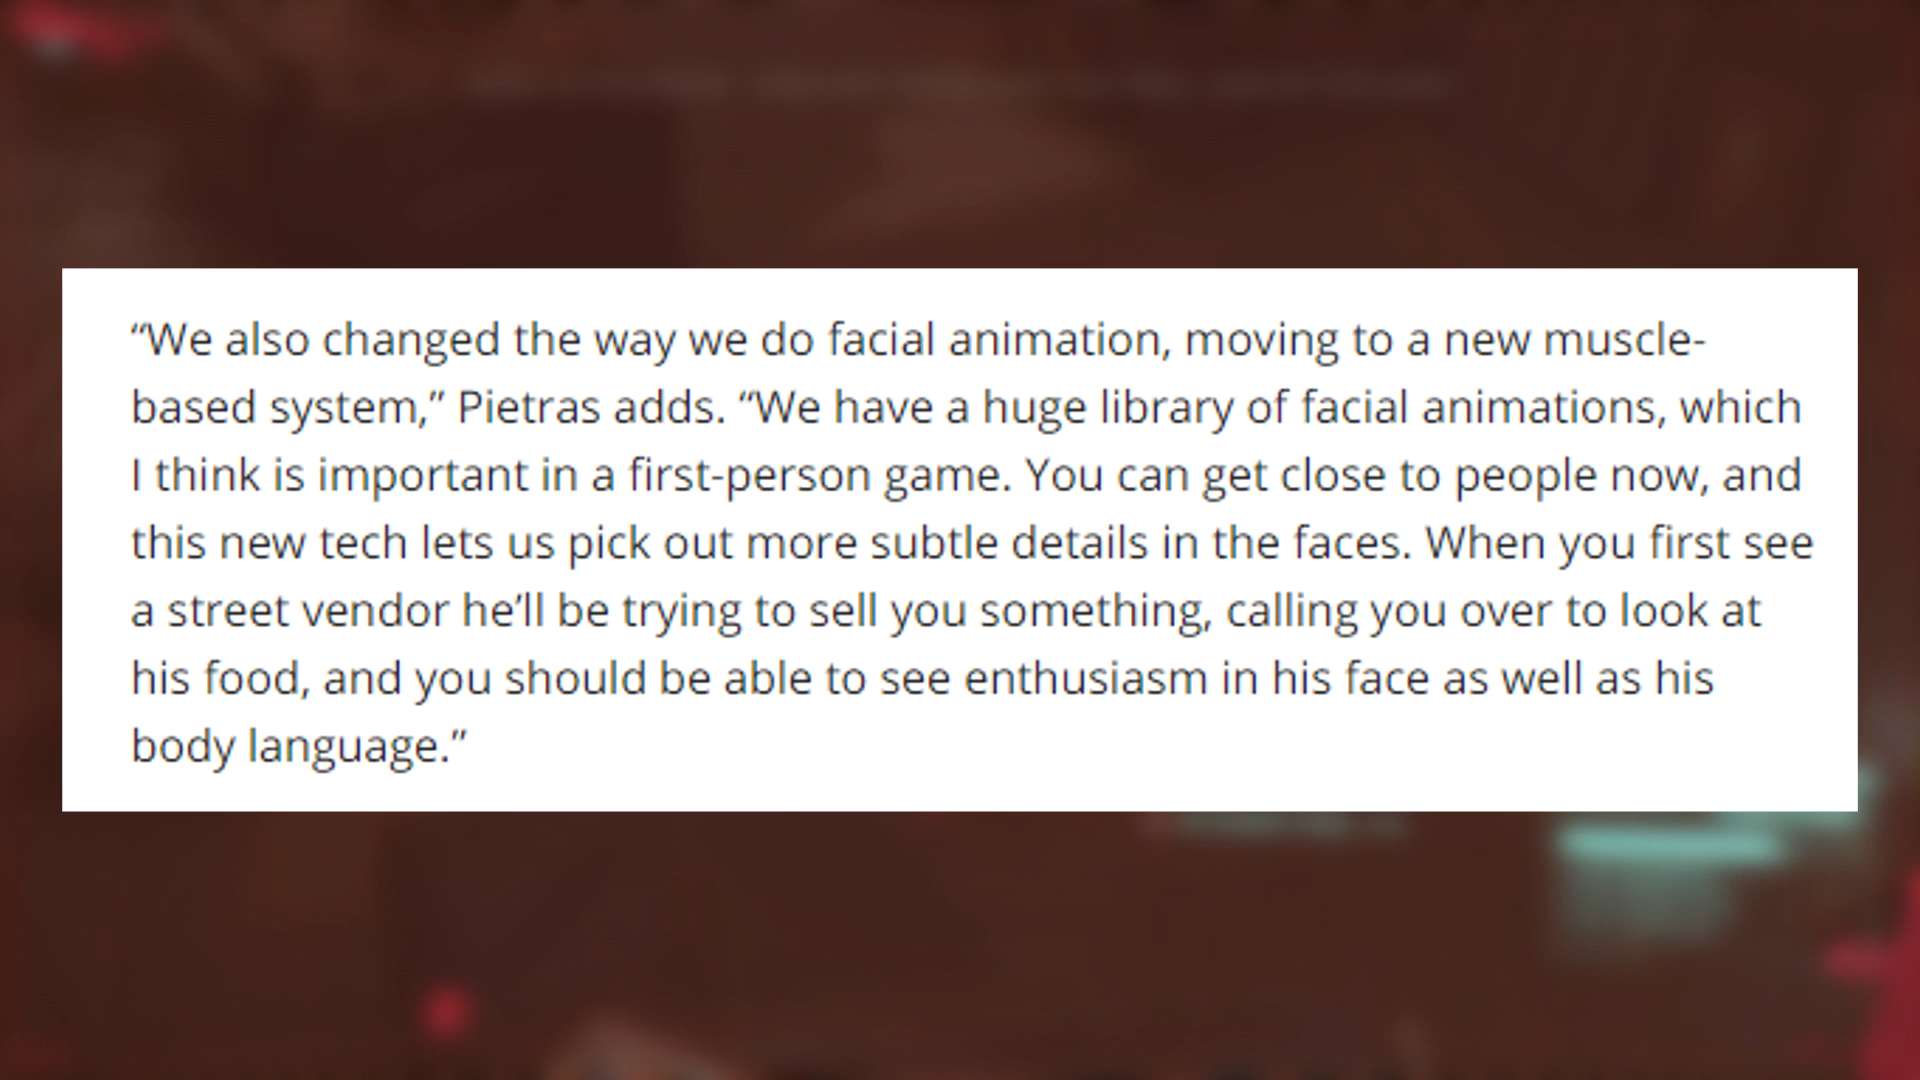 “We also changed the way we do facial animation, moving to a new muscle-
based system,” Pietras adds. “We have a huge library of facial animations, which
I think is important in a first-person game. You can get close to people now, and
this new tech lets us pick out more subtle details in the faces. When you first see
a street vendor he’ll be trying to sell you something, calling you over to look at
his food, and you should be able to see enthusiasm in his face as well as his
body language.”